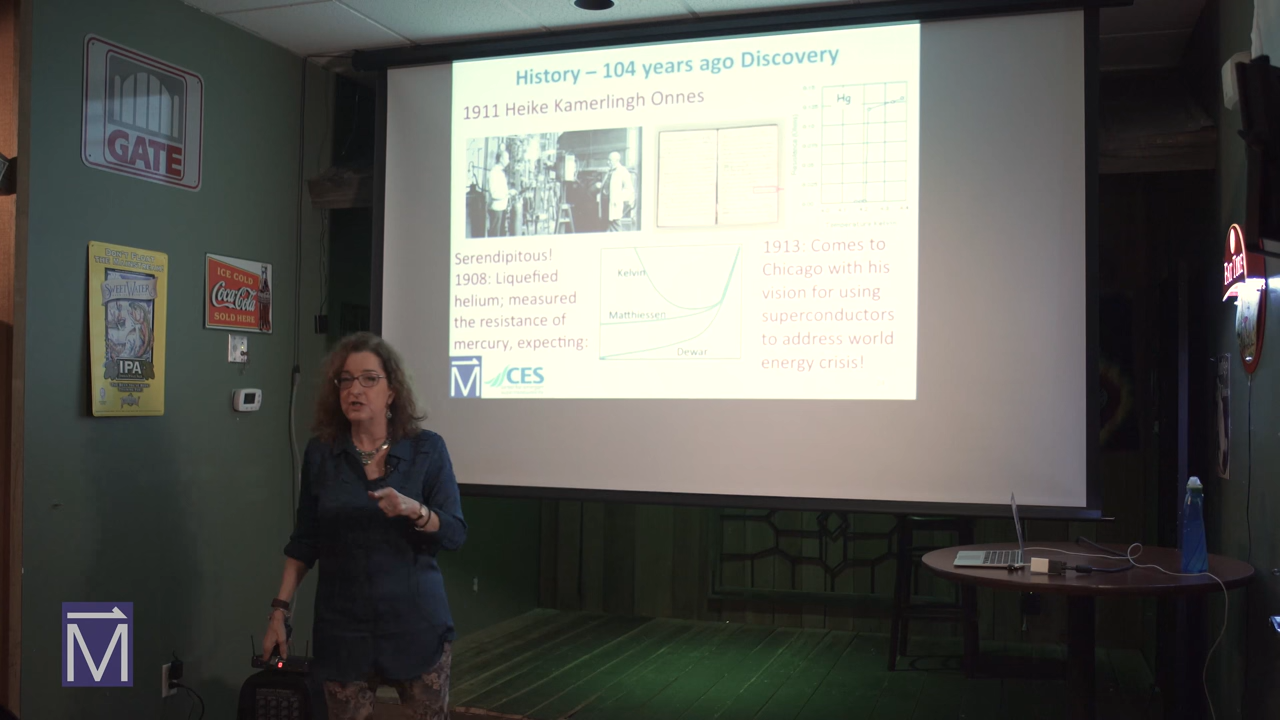 History – 104 years ago Discovery
1911 Heike Kamerlingh Onnes
Hg
Serendipitous!
1908: Liquefied
helium; measured
the resistance of
mercury, expecting:
Kelvin
Matthiessen
Dewar
1913: Comes to
Chicago with his
vision for using
superconductors
to address world
energy crisis!
M
CES
GATE
SWEETWATER
IPA
ICE COLD
Coca-Cola
SOLD HERE
M